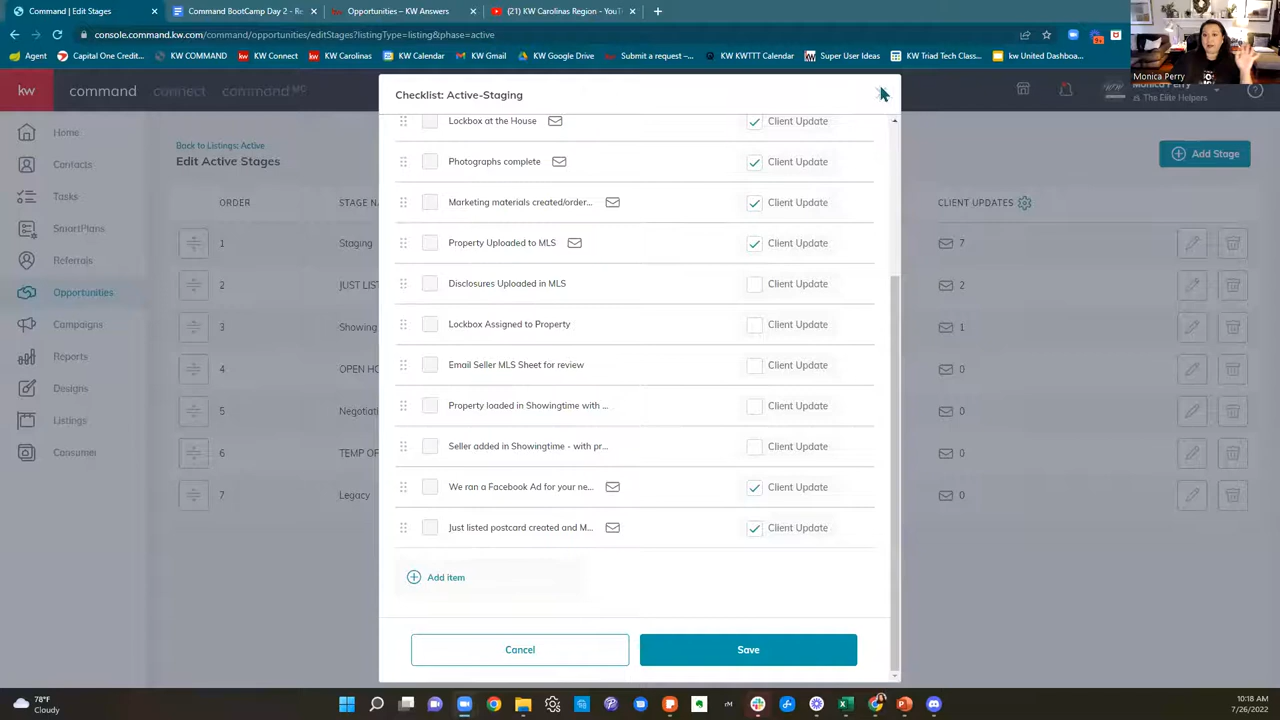 Command | Edit Stages
Command BootCamp Day 2 - R
Opportunities – KW Answers
(21) KW Carolinas Region - YouT
console.command.kw.com/command/opportunities/editStages?listingType=listing&phase=active
Agent
Capital One Credit...
KW COMMAND
KW Connect
KW Carolinas
KW Calendar
KW Gmail
KW Google Drive
Submit a request –...
KW KWTTT Calendar
Super User Ideas
KW Triad Tech Class...
kw United Dashboa...
Monica Perry
kw
command
connect
command MC
Monica Perry
The Elite Helpers
Home
Contacts
Tasks
SmartPlans
Referrals
Opportunities
Campaigns
Reports
Designs
Listings
Consumer
Back to Listings: Active
Edit Active Stages
Add Stage
ORDER
STAGE NA
CLIENT UPDATES
1 Staging 7
2 JUST LIST 2
3 Showing 1
4 OPEN HO 0
5 Negotiati 0
6 TEMP OF 0
7 Legacy 0
Checklist: Active-Staging
Lockbox at the House Client Update
Photographs complete Client Update
Marketing materials created/order... Client Update
Property Uploaded to MLS Client Update
Disclosures Uploaded in MLS Client Update
Lockbox Assigned to Property Client Update
Email Seller MLS Sheet for review Client Update
Property loaded in Showingtime with ... Client Update
Seller added in Showingtime - with pr... Client Update
We ran a Facebook Ad for your ne... Client Update
Just listed postcard created and M... Client Update
Add item
Cancel
Save
78°F
Cloudy
10:18 AM
7/26/2022